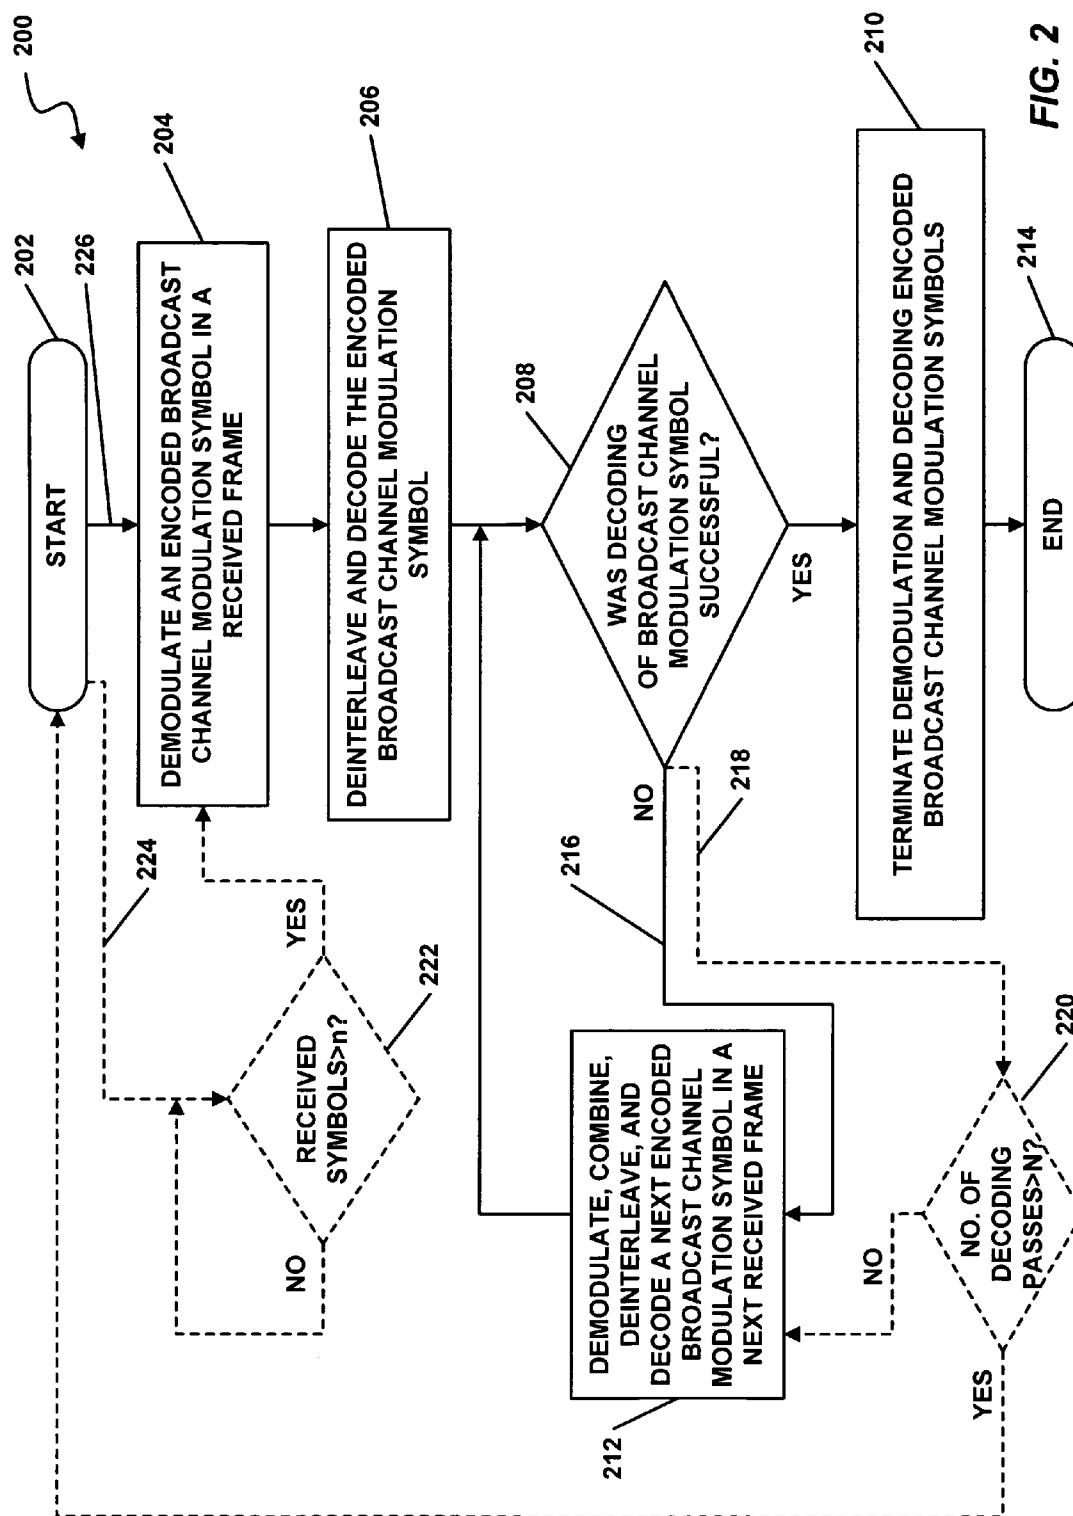 200
START
202
226
224
DEMODULATE AN ENCODED BROADCAST
CHANNEL MODULATION SYMBOL IN A
RECEIVED FRAME
204
RECEIVED
SYMBOLS>n?
222
YES
NO
DEINTERLEAVE AND DECODE THE ENCODED
BROADCAST CHANNEL MODULATION
SYMBOL
206
WAS DECODING
OF BROADCAST CHANNEL
MODULATION SYMBOL
SUCCESSFUL?
208
NO
YES
216
218
DEMODULATE, COMBINE,
DEINTERLEAVE, AND
DECODE A NEXT ENCODED
BROADCAST CHANNEL
MODULATION SYMBOL IN A
NEXT RECEIVED FRAME
212
NO. OF
DECODING
PASSES>N?
220
NO
YES
TERMINATE DEMODULATION AND DECODING ENCODED
BROADCAST CHANNEL MODULATION SYMBOLS
210
END
214
FIG. 2